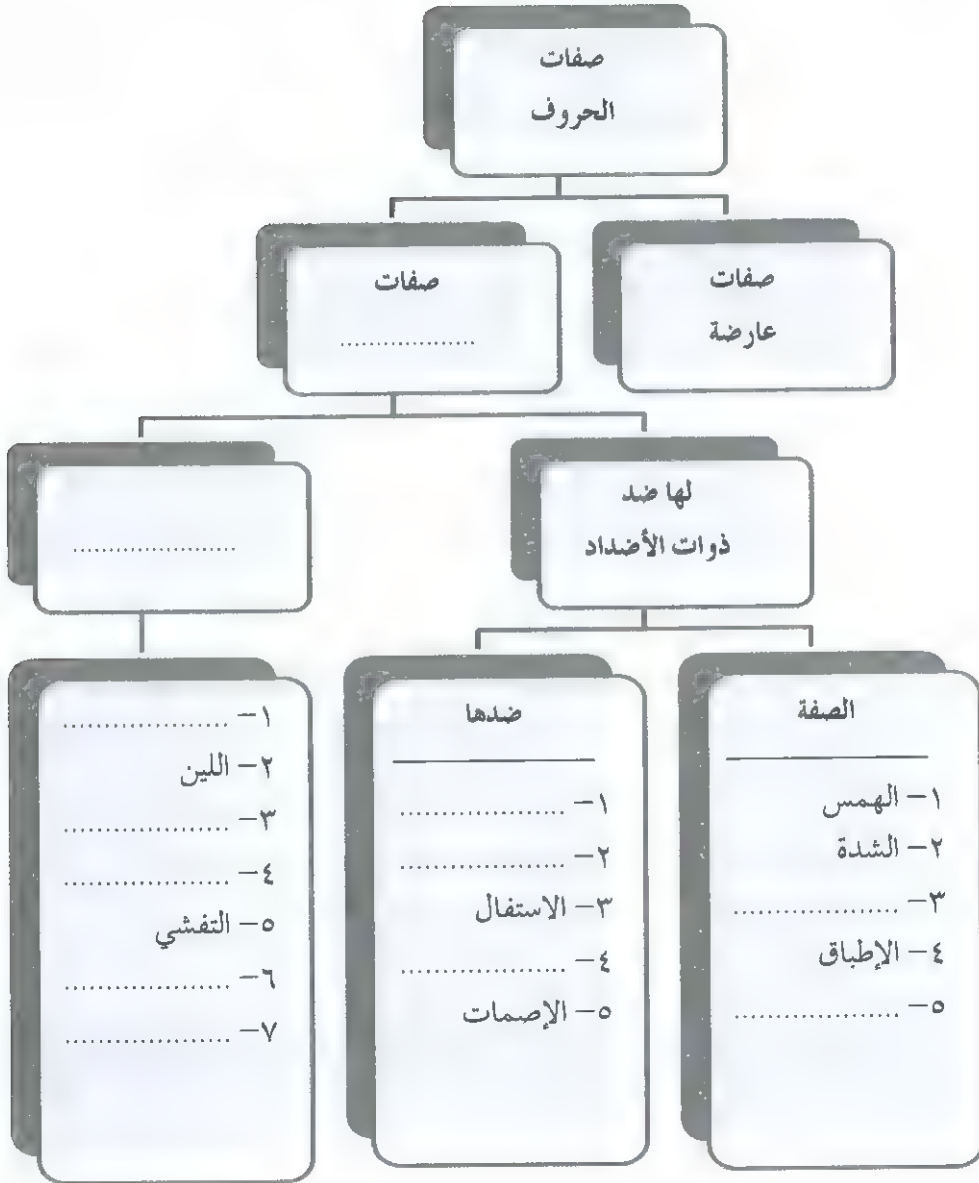 صفات
الحروف
صفات
عارضة
صفات
....................
لها ضد
ذوات الأضداد
........................
الصفة
١- الهمس
٢- الشدة
٣- ....................
٤- الإطباق
٥- ....................
ضدها
١- ....................
٢- ....................
٣- الاستفال
٤- ....................
٥- الإصمات
١- ....................
٢- اللين
٣- ....................
٤- ....................
٥- التفشي
٦- ....................
٧- ....................